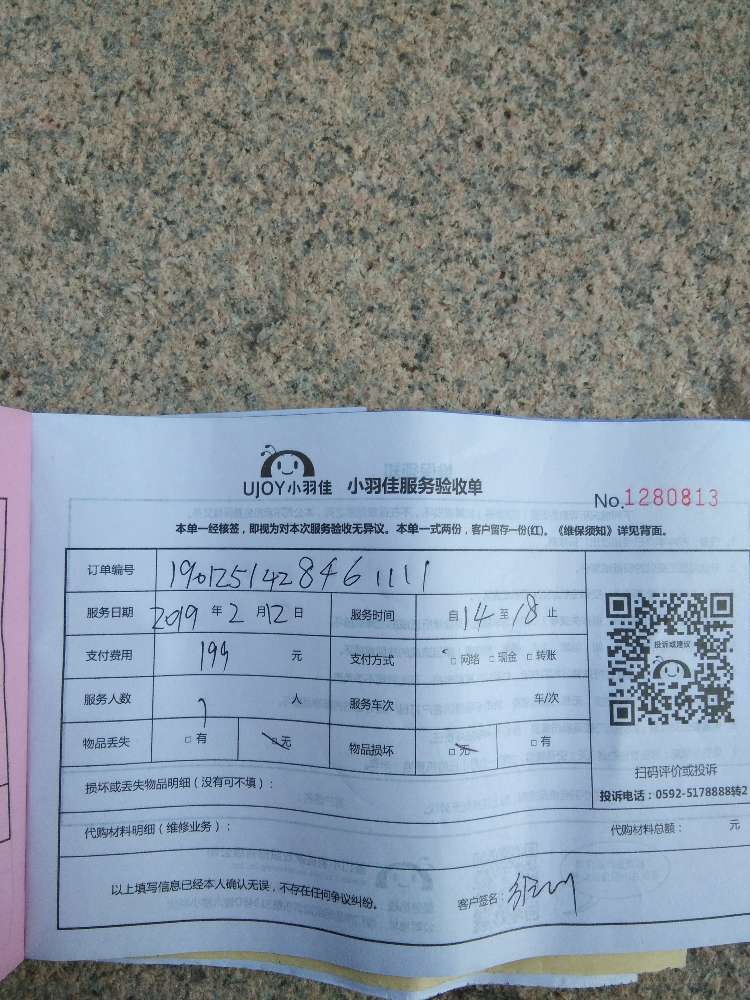 UJOY小羽佳 小羽佳服务验收单
No.1280813
本单一经核签，即视为对本次服务验收无异议。本单一式两份，客户留存一份(红)。《维保须知》详见背面。
订单编号 190125142846 1111
服务日期 2019 年 2 月 12 日 服务时间 自 14 至 18 止
支付费用 199 元 支付方式 □ 网络 □ 现金 □ 转账
服务人数 人 服务车次 车/次
物品丢失 □ 有 □ 无 物品损坏 □ 无 □ 有
投诉或建议
扫码评价或投诉
投诉电话：0592-5178888转2
损坏或丢失物品明细（没有可不填）：
代购材料明细（维修业务）： 代购材料总额： 元
以上填写信息已经本人确认无误，不存在任何争议纠纷。 客户签名：